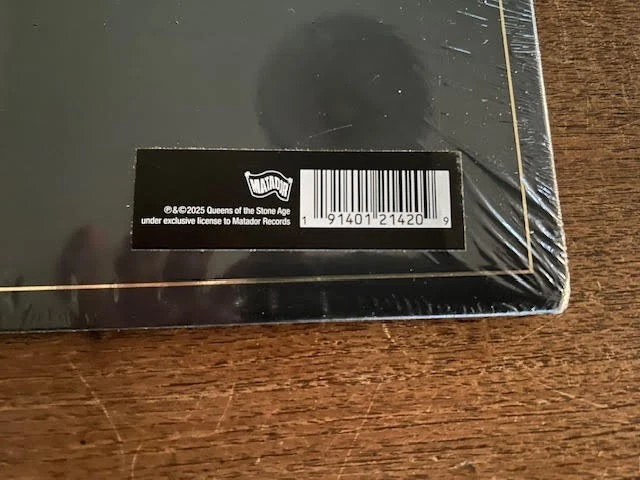 MATADOR
℗&©2025 Queens of the Stone Age
under exclusive license to Matador Records
1 91401 21420 9